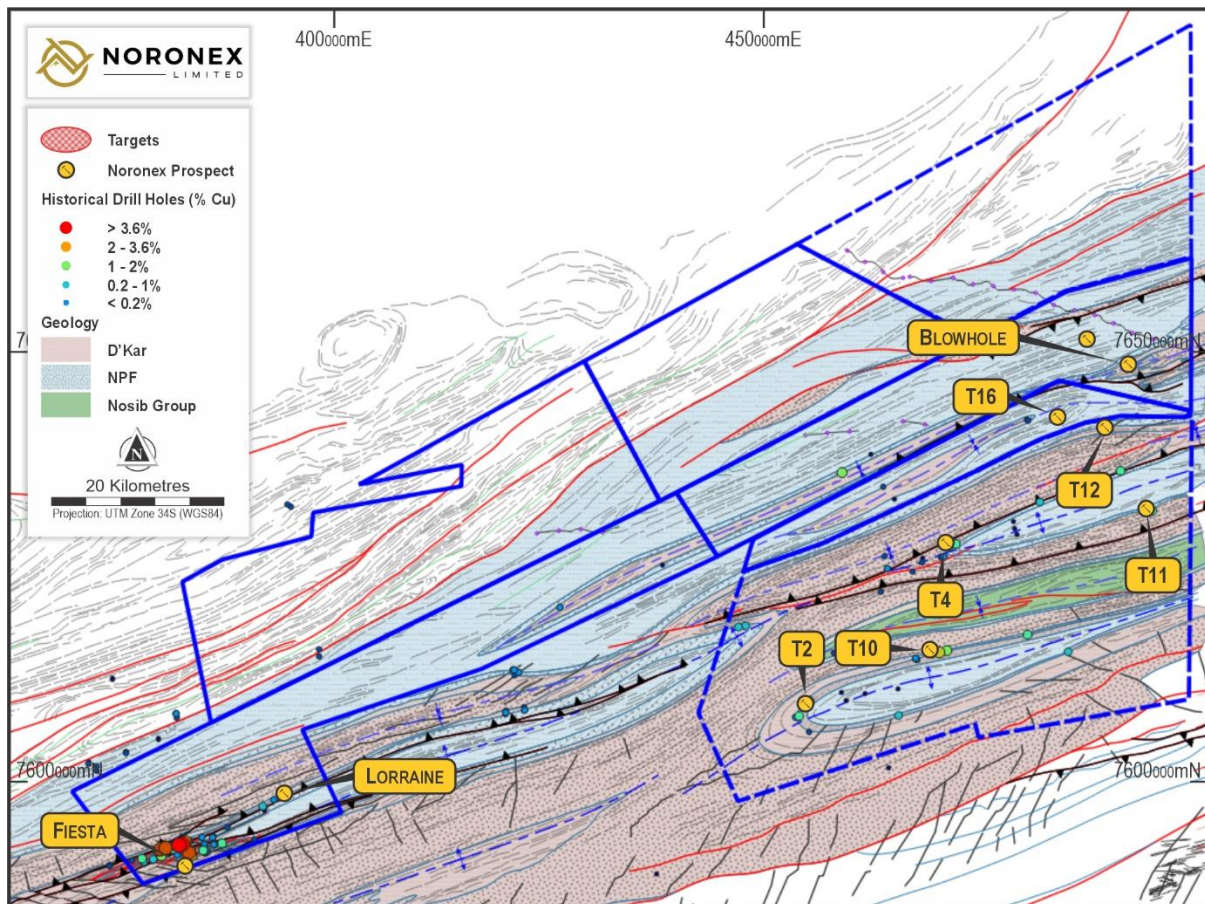 400000mE
450000mE
NORONEX
LIMITED
Targets
Noronex Prospect
Historical Drill Holes (% Cu)
> 3.6%
2 - 3.6%
1 - 2%
0.2 - 1%
< 0.2%
Geology
D'Kar
NPF
Nosib Group
N
20 Kilometres
Projection: UTM Zone 34S (WGS84)
BLOWHOLE
7650000mN
T16
T12
T11
T4
T10
T2
7600000mN
7600000mN
LORRAINE
FIESTA